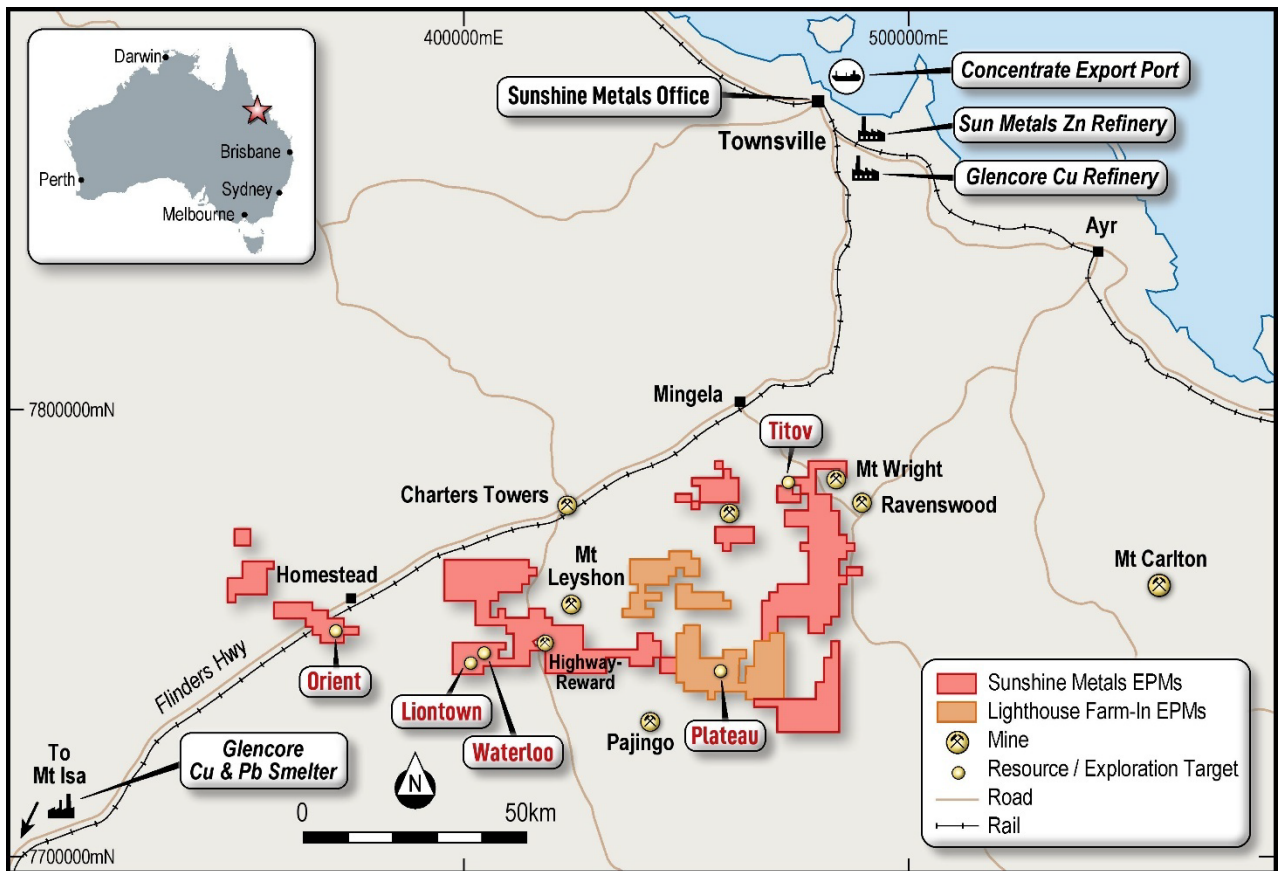 400000mE
500000mE
Darwin
Brisbane
Perth
Sydney
Melbourne
Concentrate Export Port
Sunshine Metals Office
Townsville
Sun Metals Zn Refinery
Glencore Cu Refinery
Ayr
Mingela
7800000mN
Titov
Mt Wright
Charters Towers
Ravenswood
Mt
Leyshon
Mt Carlton
Homestead
Highway-
Reward
Orient
Flinders Hwy
Liontown
Waterloo
Pajingo
Plateau
To
Mt Isa
Glencore
Cu & Pb Smelter
N
0
50km
7700000mN
Sunshine Metals EPMs
Lighthouse Farm-In EPMs
Mine
Resource / Exploration Target
Road
Rail